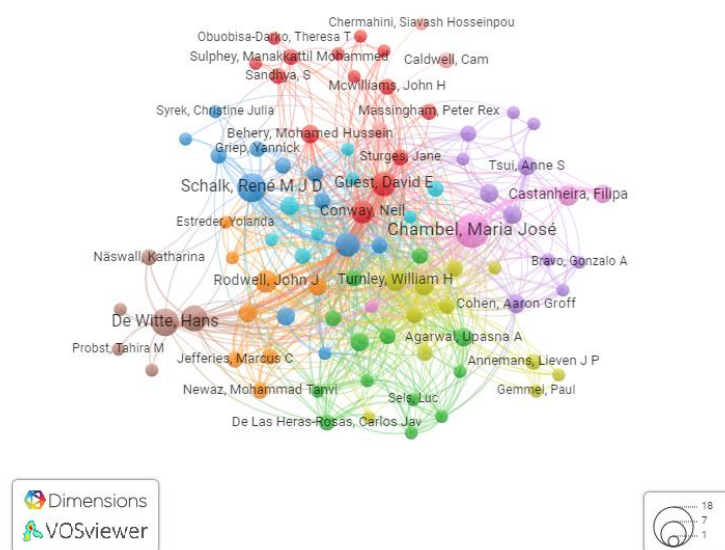 Chermahini, Siavash Hosseinpou
Obuobisa-Darko, Theresa T
Sulphey, Manakkattil Mohammed
Caldwell, Cam
Sandhya, S
Mcwilliams, John H
Syrek, Christine Julia
Massingham, Peter Rex
Behery, Mohamed Hussein
Griep, Yannick
Sturges, Jane
Tsui, Anne S
Schalk, René M J D
Guest, David E
Castanheira, Filipa
Conway, Neil
Estreder, Yolanda
Chambel, Maria José
Näswall, Katharina
Bravo, Gonzalo A
Rodwell, John J
Turnley, William H
Cohen, Aaron Groff
De Witte, Hans
Agarwal, Upasna A
Probst, Tahira M
Jefferies, Marcus C
Annemans, Lieven J P
Newaz, Mohammad Tanvi
Gemmel, Paul
Sels, Luc
De Las Heras-Rosas, Carlos Jav
Dimensions
VOSviewer
18
7
1